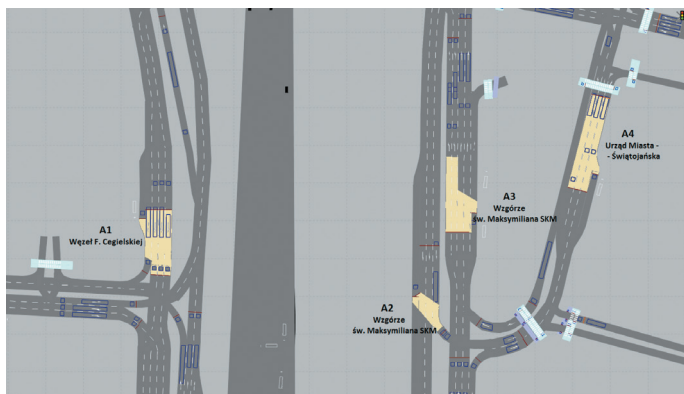 A4
Urząd Miasta -
- Świętojańska
A3
Wzgórze
św. Maksymiliana SKM
A1
Węzeł F. Cegielskiej
A2
Wzgórze
św. Maksymiliana SKM